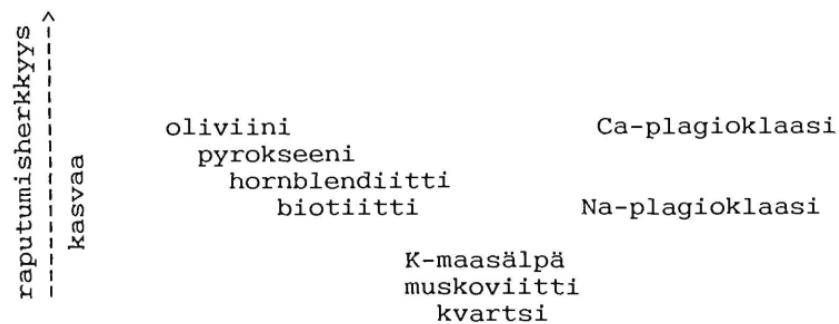 raputumisherkkyys
---------------------->
kasvaa
oliviini Ca-plagioklaasi
pyrokseeni
hornblendiitti
biotiitti Na-plagioklaasi
K-maasälpä
muskoviitti
kvartsi